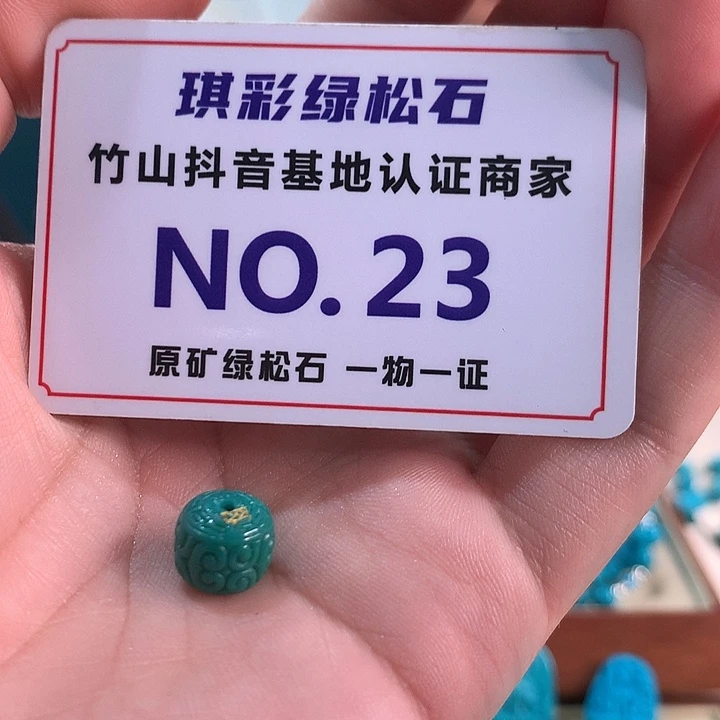 琪彩绿松石
竹山抖音基地认证商家
NO. 23
原矿绿松石 一物一证